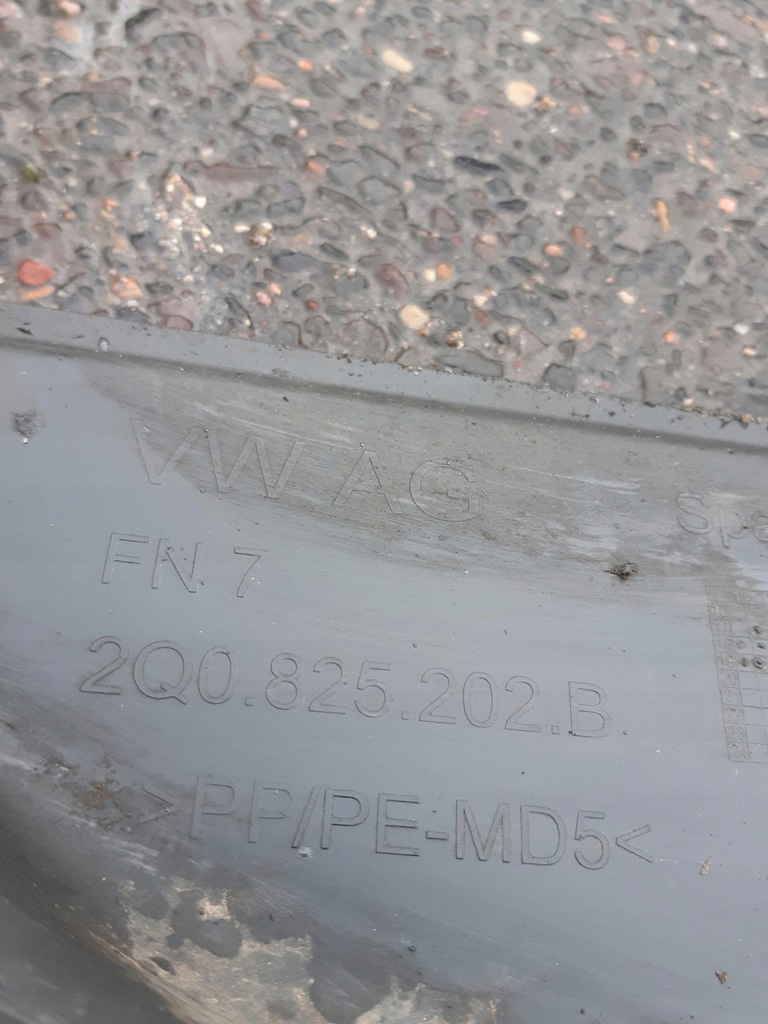 VW AG
FN 7
2Q0.825.202.B
>PP/PE-MD5<